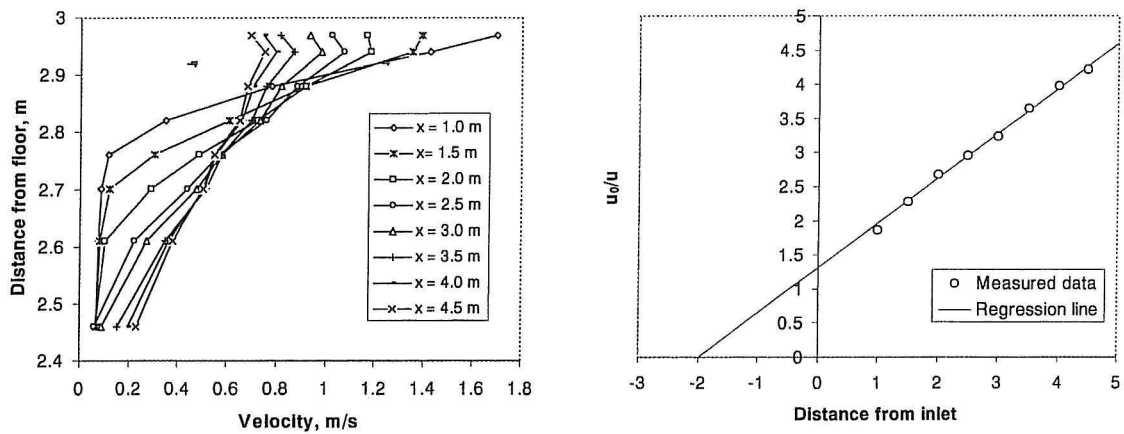 3
2.9
2.8
2.7
2.6
2.5
2.4
Distance from floor, m
0
0.2
0.4
0.6
0.8
1
1.2
1.4
1.6
1.8
Velocity, m/s
x = 1.0 m
x= 1.5 m
x = 2.0 m
x = 2.5 m
x = 3.0 m
x = 3.5 m
x = 4.0 m
x = 4.5 m
5
4.5
4
3.5
3
2.5
2
1.5
1
0.5
0
u₀/u
-3
-2
-1
0
1
2
3
4
5
Distance from inlet
Measured data
Regression line